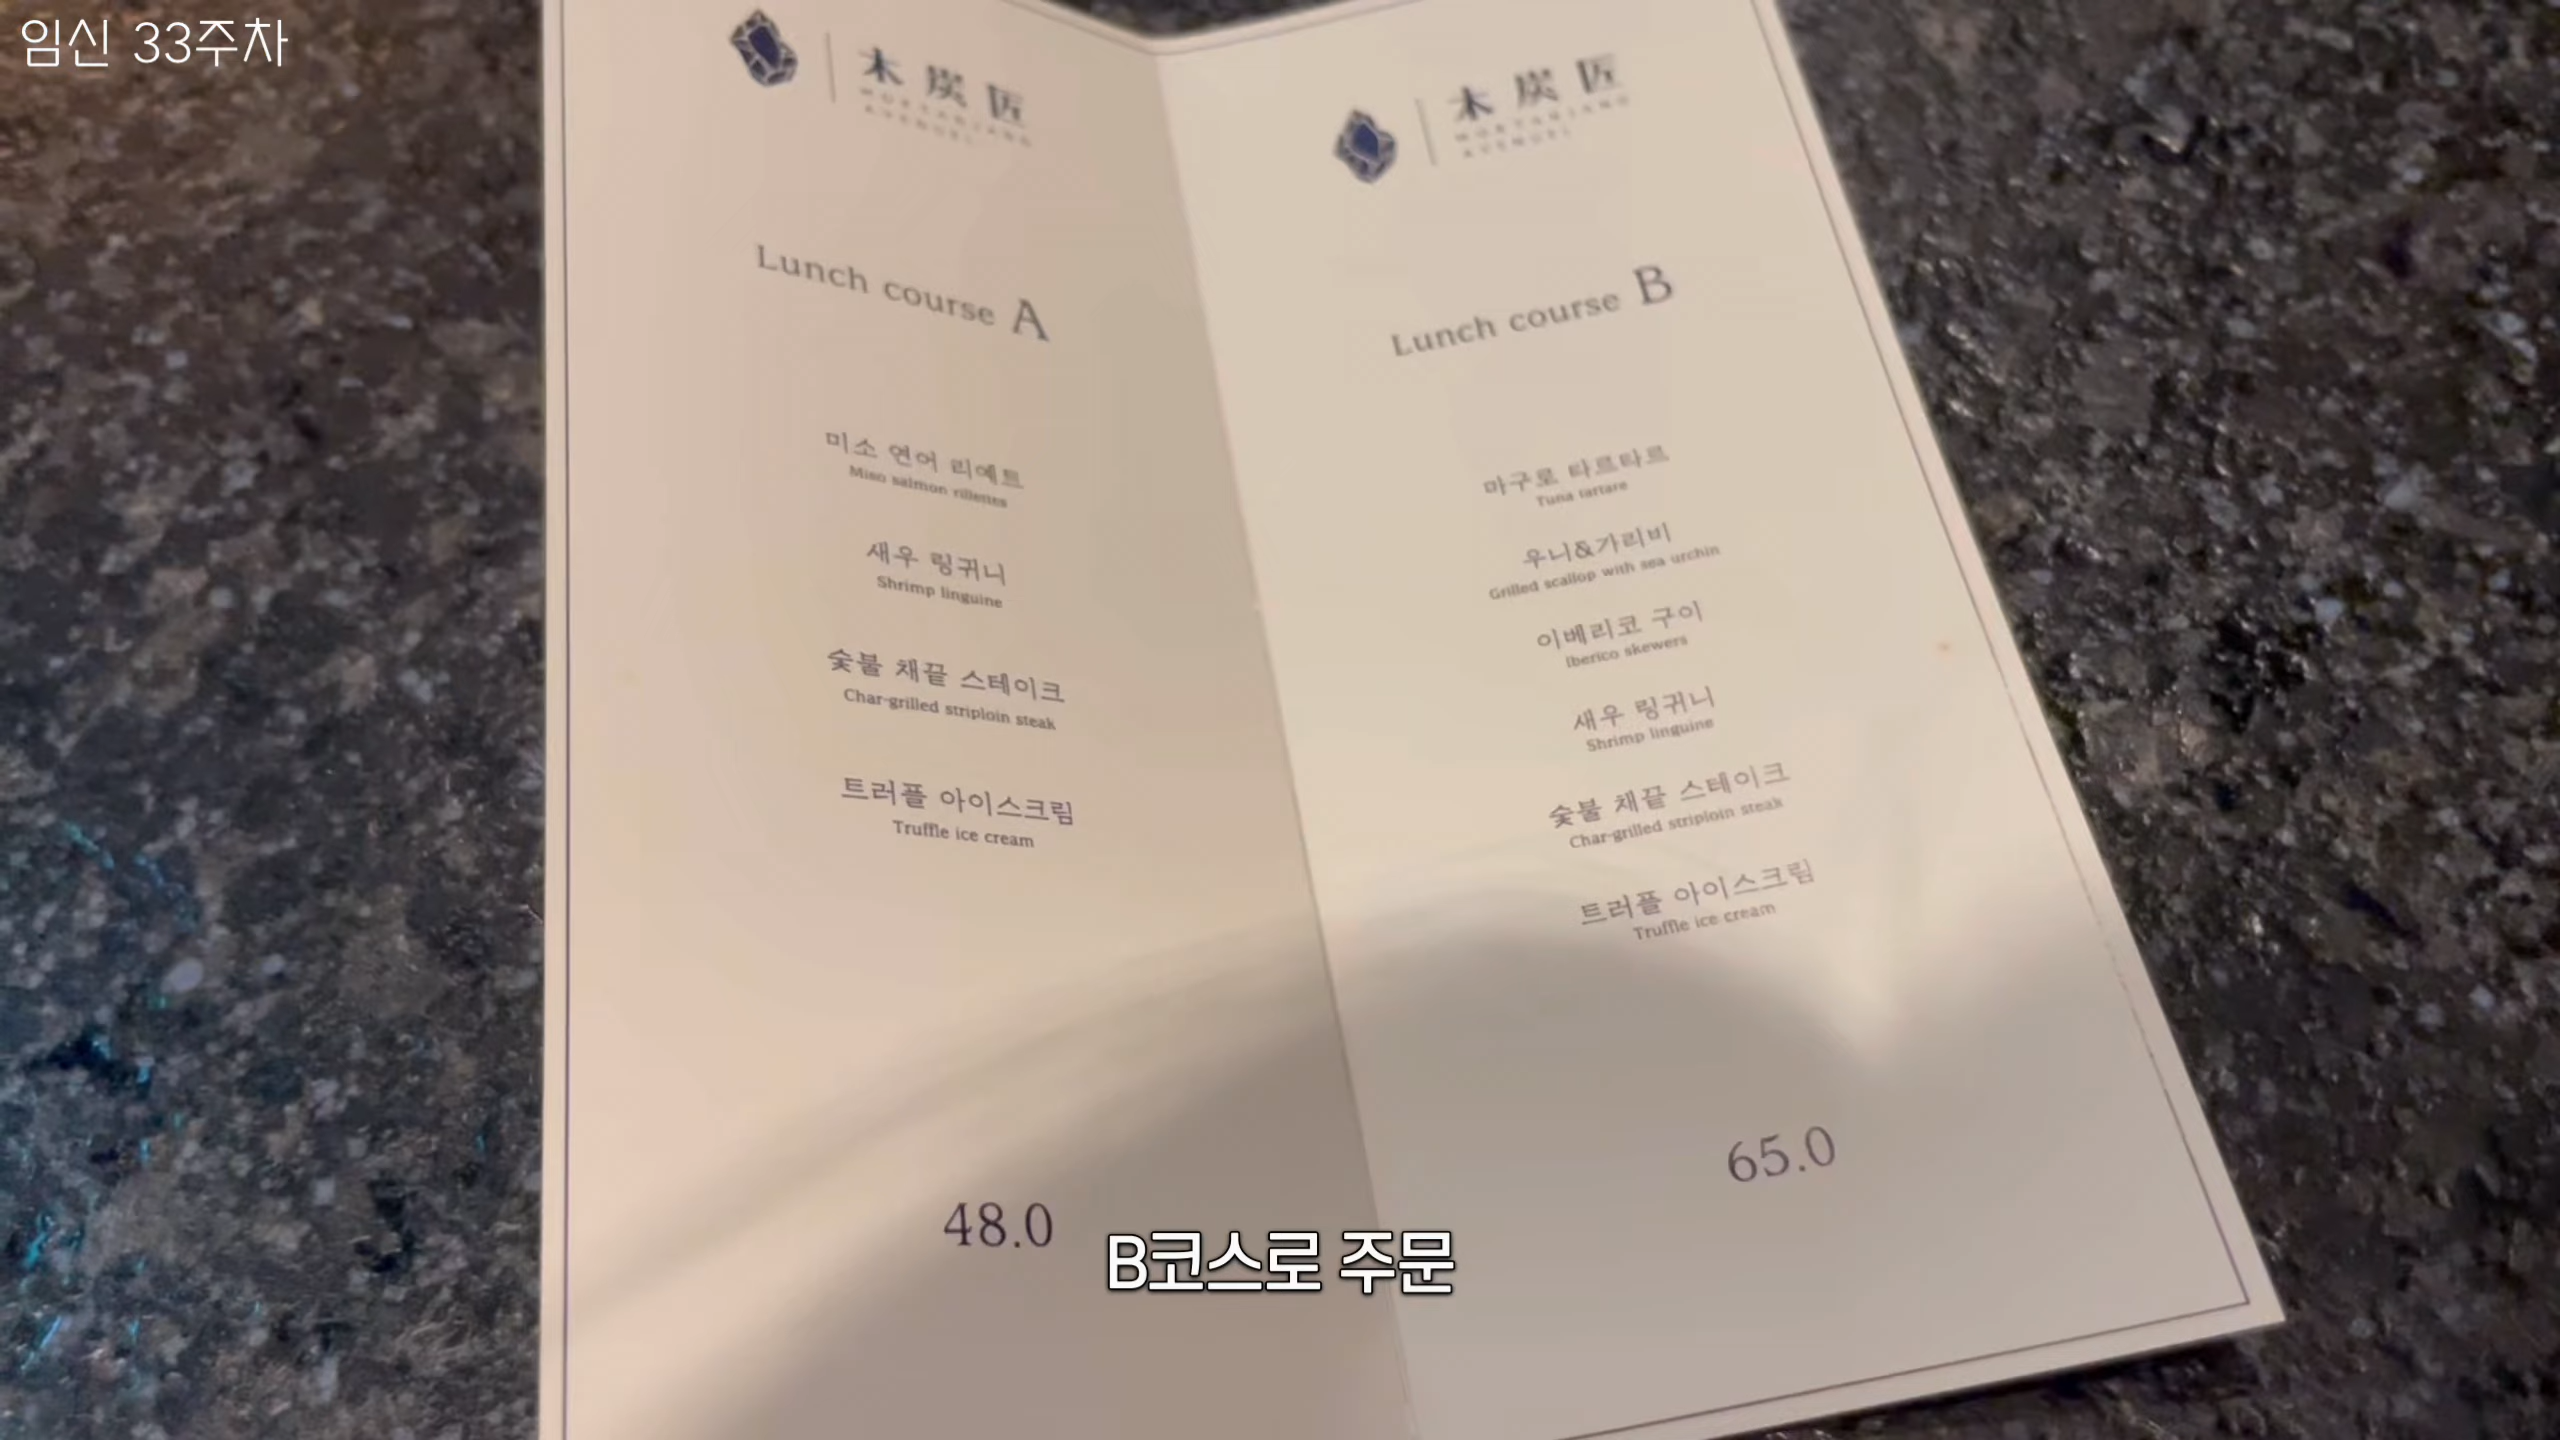 임신 33주차
木炭匠
MOKTANJANG
AVENUEL
Lunch course A
미소 연어 리예트
Miso salmon rillettes
새우 링귀니
Shrimp linguine
숯불 채끝 스테이크
Char-grilled striploin steak
트러플 아이스크림
Truffle ice cream
48.0
木炭匠
MOKTANJANG
AVENUEL
Lunch course B
마구로 타르타르
Tuna tartare
우니&가리비
Grilled scallop with sea urchin
이베리코 구이
Iberico skewers
새우 링귀니
Shrimp linguine
숯불 채끝 스테이크
Char-grilled striploin steak
트러플 아이스크림
Truffle ice cream
65.0
B코스로 주문